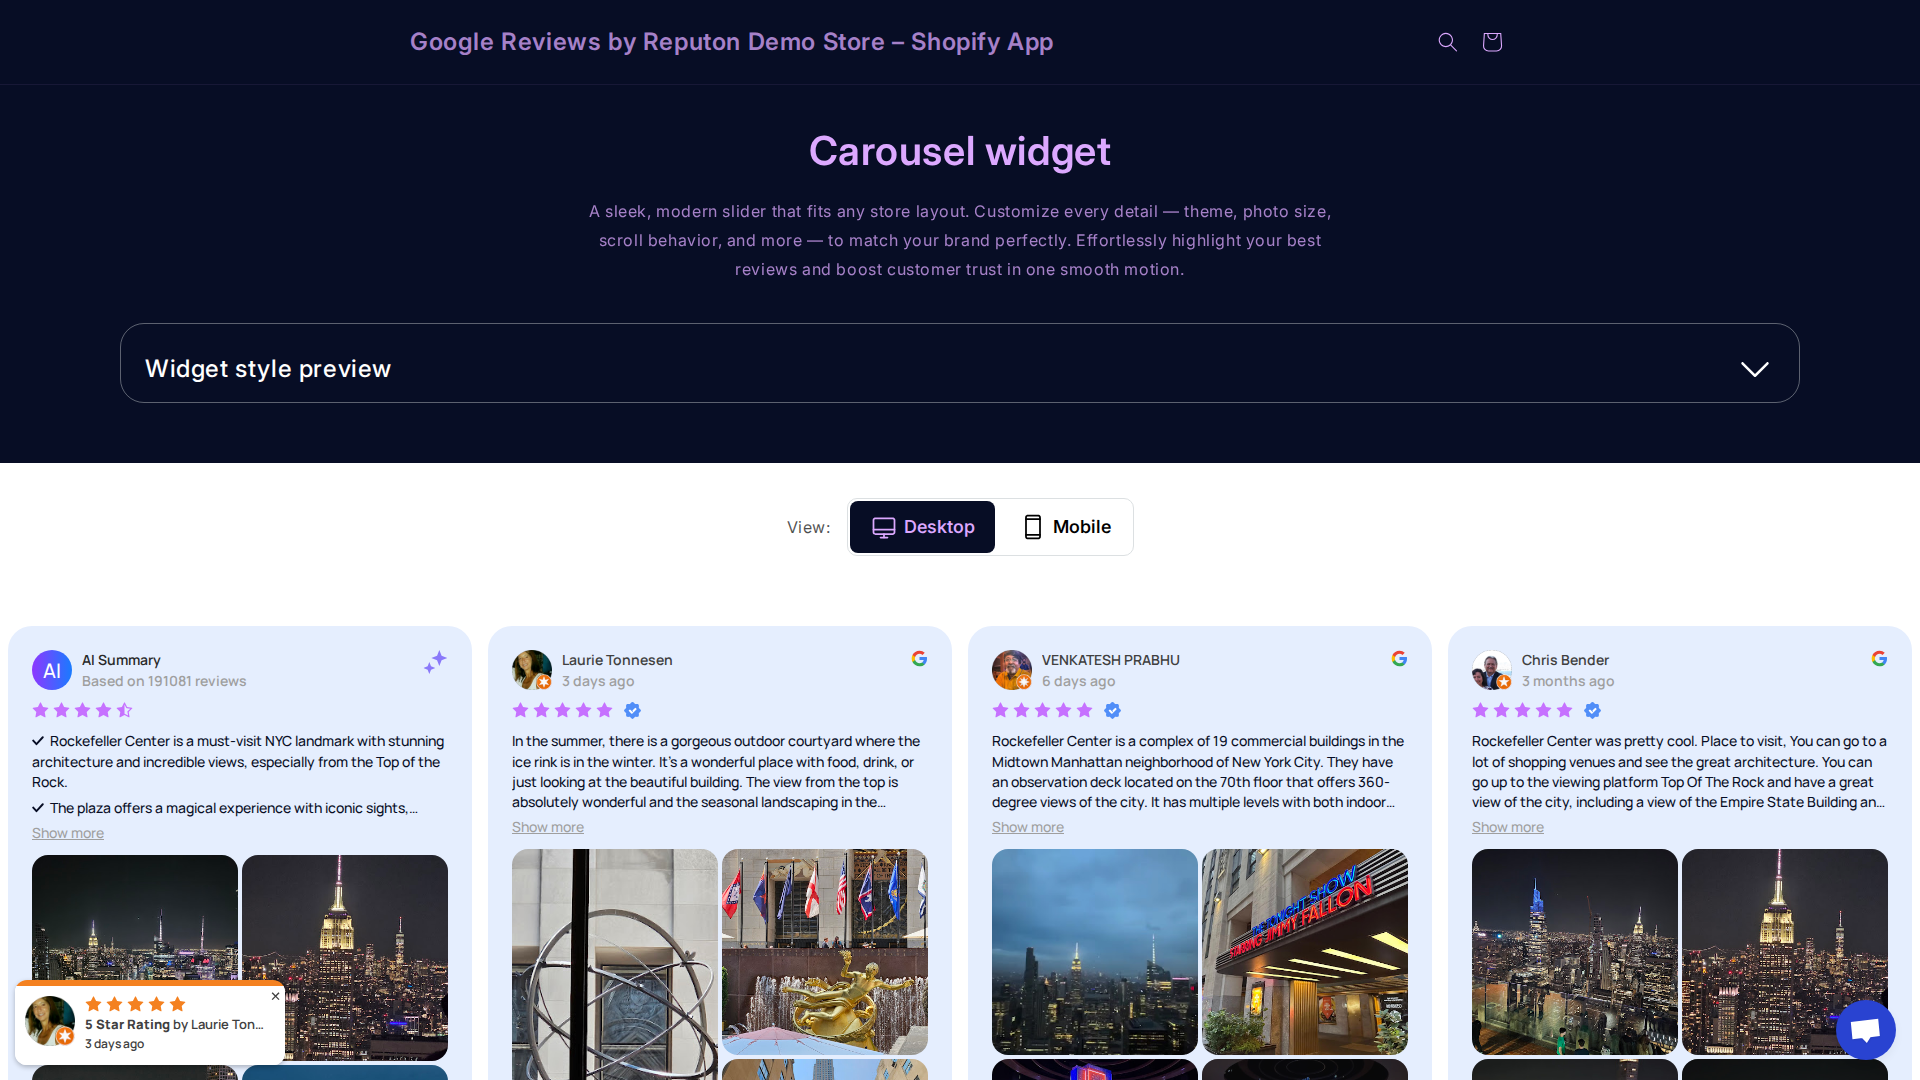 Google Reviews by Reputon Demo Store – Shopify App
Carousel widget
A sleek, modern slider that fits any store layout. Customize every detail — theme, photo size,
scroll behavior, and more — to match your brand perfectly. Effortlessly highlight your best
reviews and boost customer trust in one smooth motion.
Widget style preview
View:
Desktop
Mobile
AI
AI Summary
Based on 191081 reviews
Rockefeller Center is a must-visit NYC landmark with stunning
architecture and incredible views, especially from the Top of the
Rock.
The plaza offers a magical experience with iconic sights,...
Show more
Laurie Tonnesen
3 days ago
In the summer, there is a gorgeous outdoor courtyard where the
ice rink is in the winter. It's a wonderful place with food, drink, or
just looking at the beautiful building. The view from the top is
absolutely wonderful and the seasonal landscaping in the...
Show more
VENKATESH PRABHU
6 days ago
Rockefeller Center is a complex of 19 commercial buildings in the
Midtown Manhattan neighborhood of New York City. They have
an observation deck located on the 70th floor that offers 360-
degree views of the city. It has multiple levels with both indoor...
Show more
THE TONIGHT SHOW
STARRING JIMMY FALLON
Chris Bender
3 months ago
Rockefeller Center was pretty cool. Place to visit, You can go to a
lot of shopping venues and see the great architecture. You can
go up to the viewing platform Top Of The Rock and have a great
view of the city, including a view of the Empire State Building an...
Show more
5 Star Rating by Laurie Ton...
3 days ago